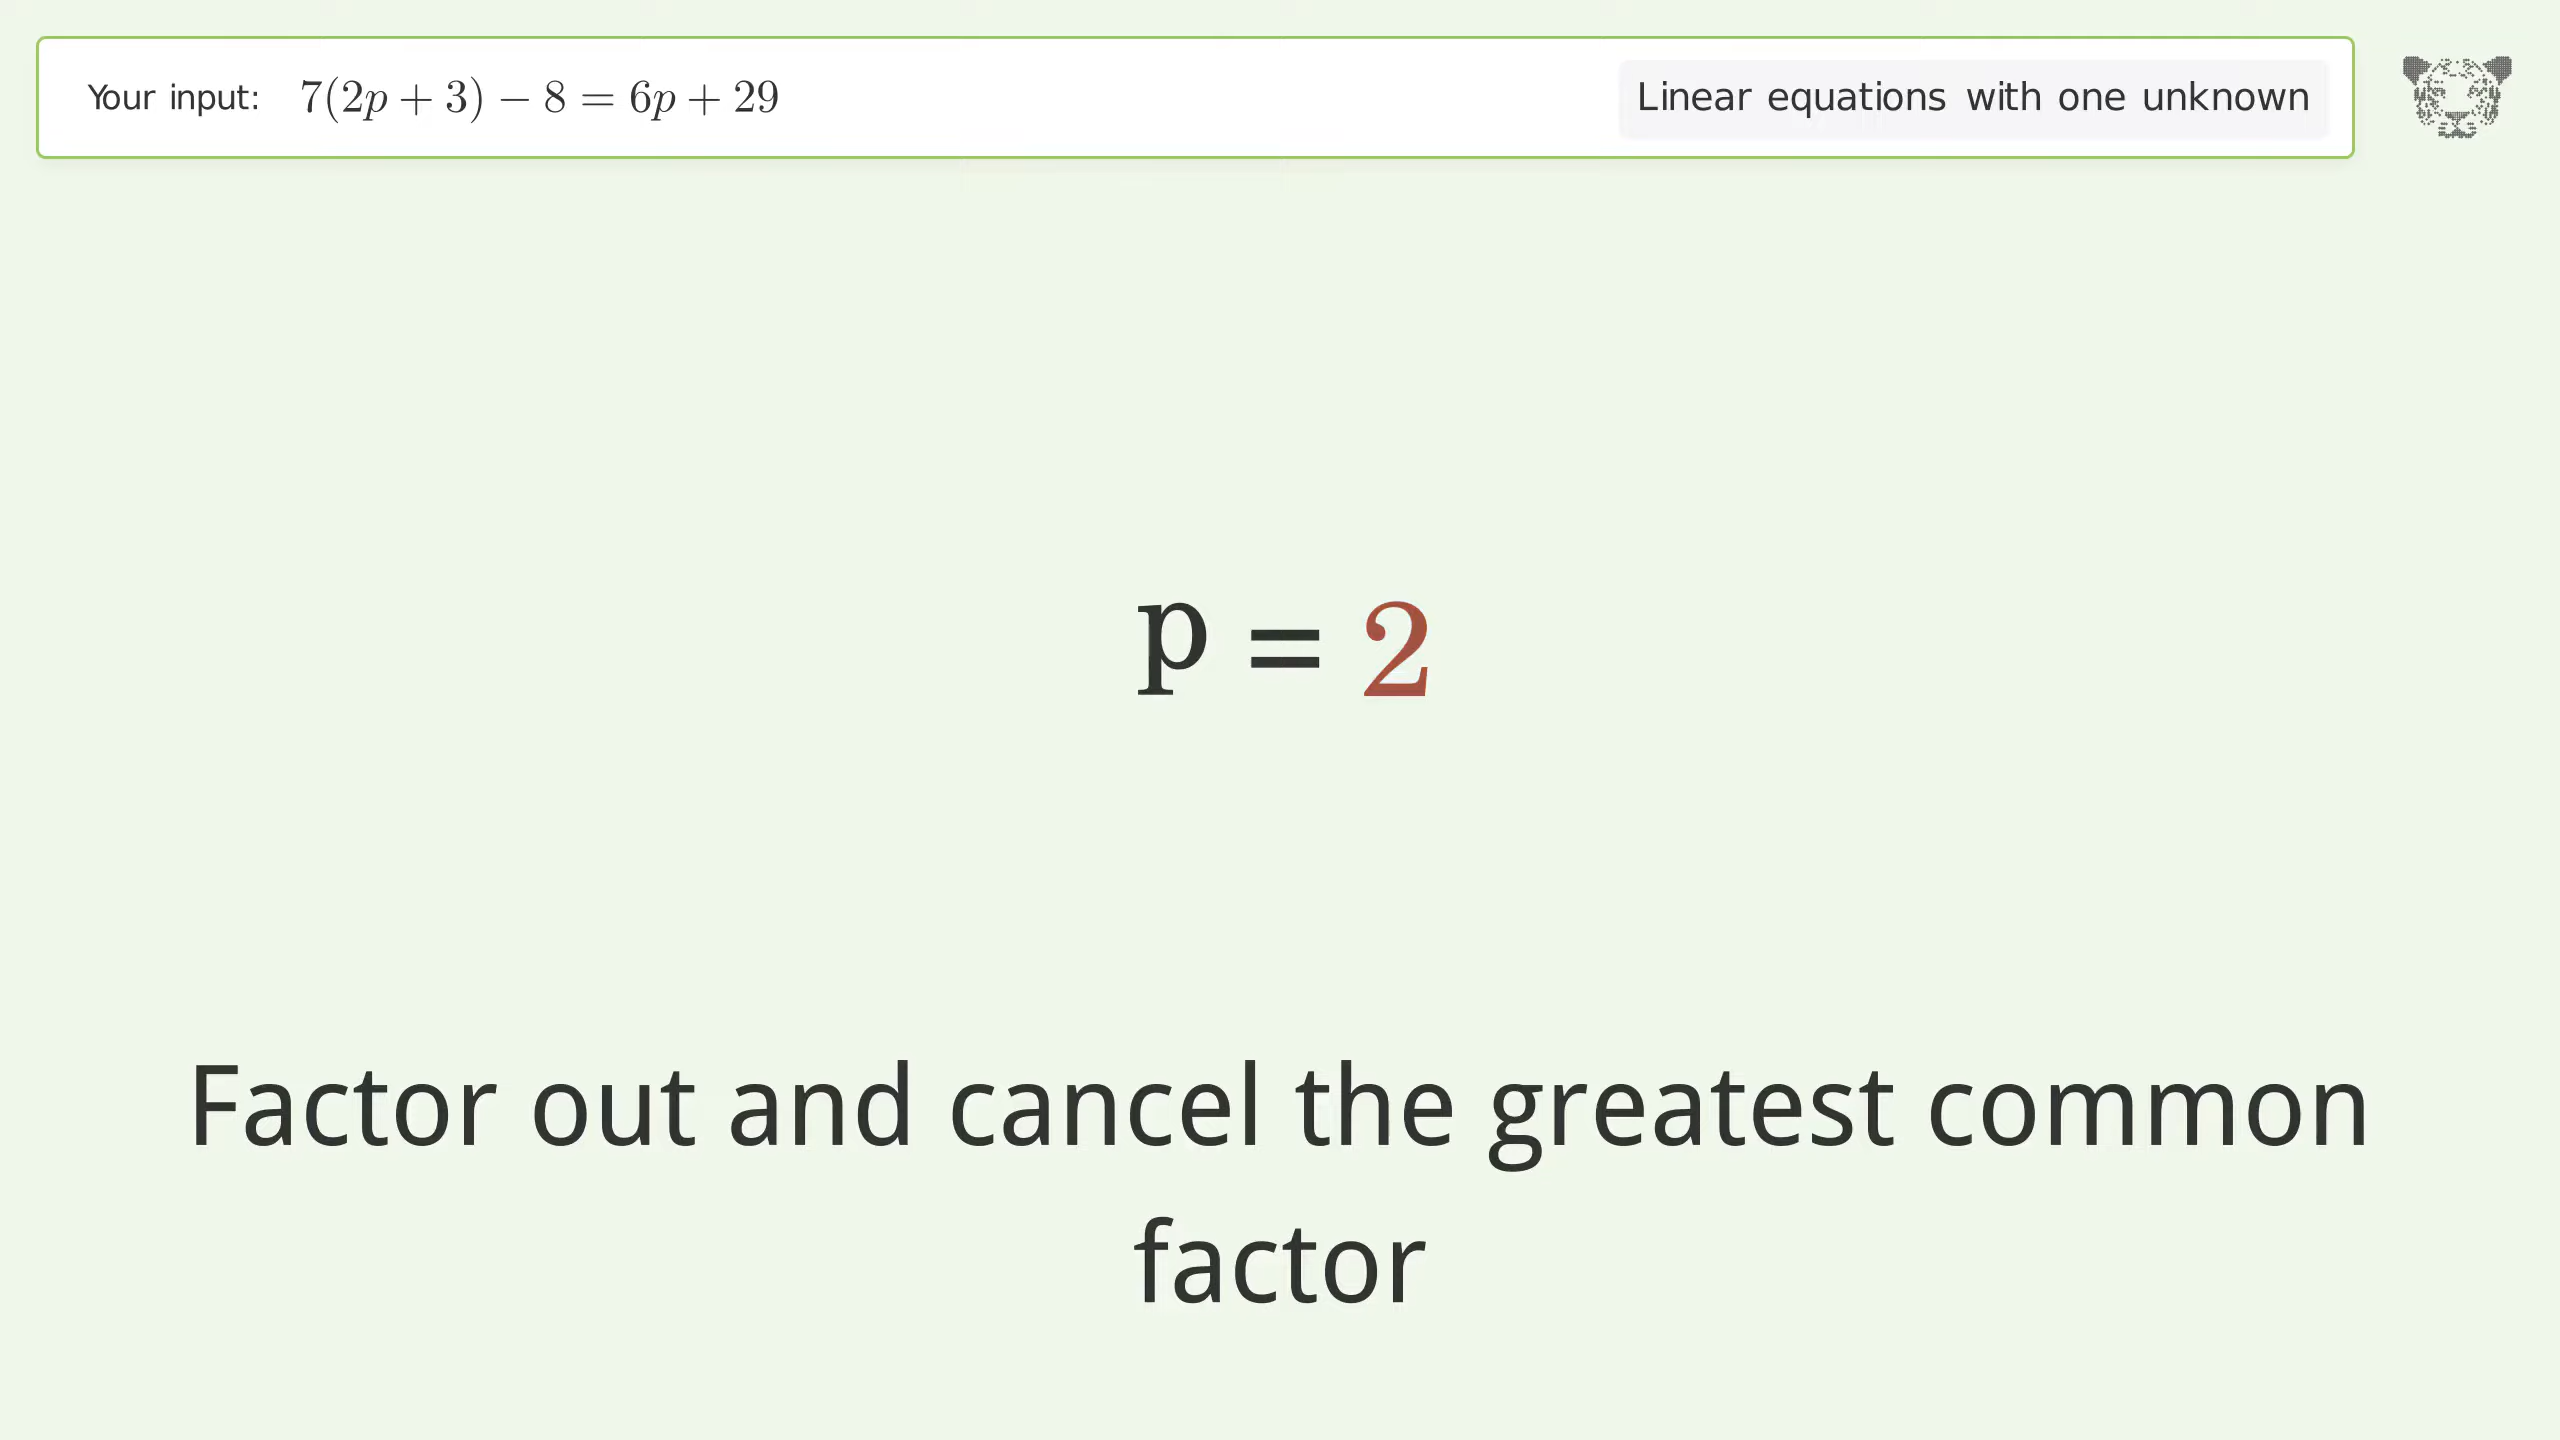 Your input: 7(2p + 3) − 8 = 6p + 29
Linear equations with one unknown
p = 2
Factor out and cancel the greatest common
factor